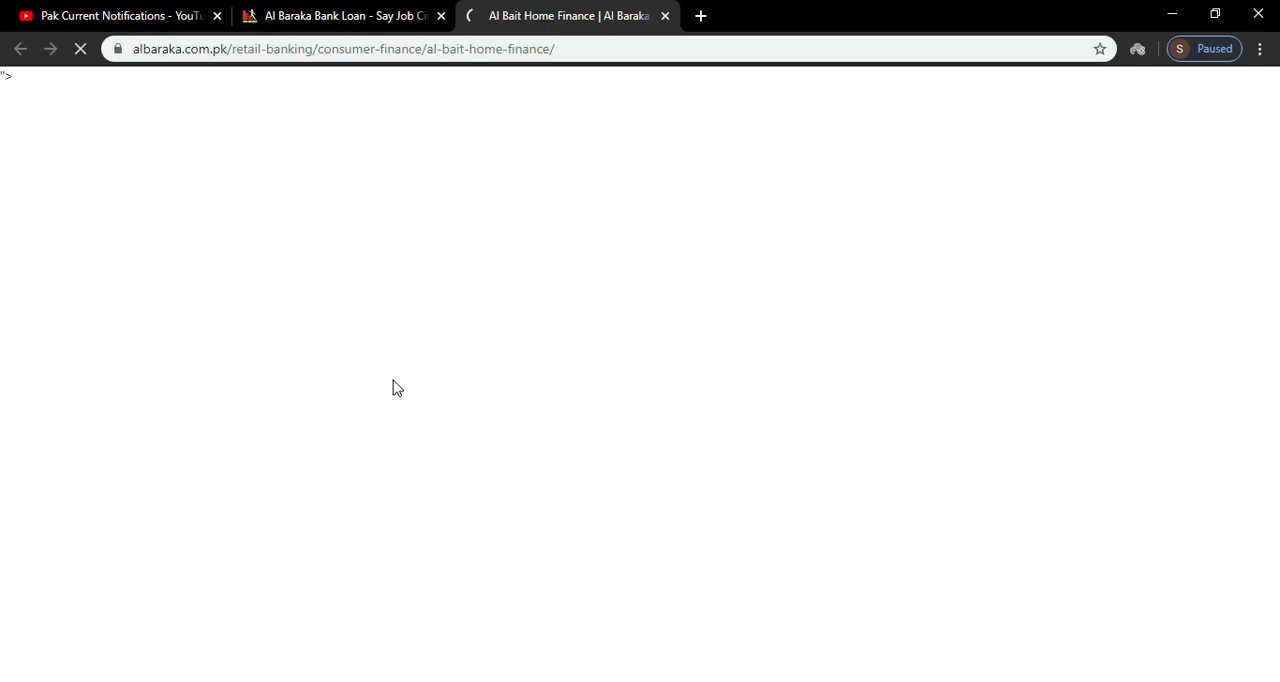 Pak Current Notifications - YouTu
Al Baraka Bank Loan - Say Job Cit
Al Bait Home Finance | Al Baraka
albaraka.com.pk/retail-banking/consumer-finance/al-bait-home-finance/
S Paused
">